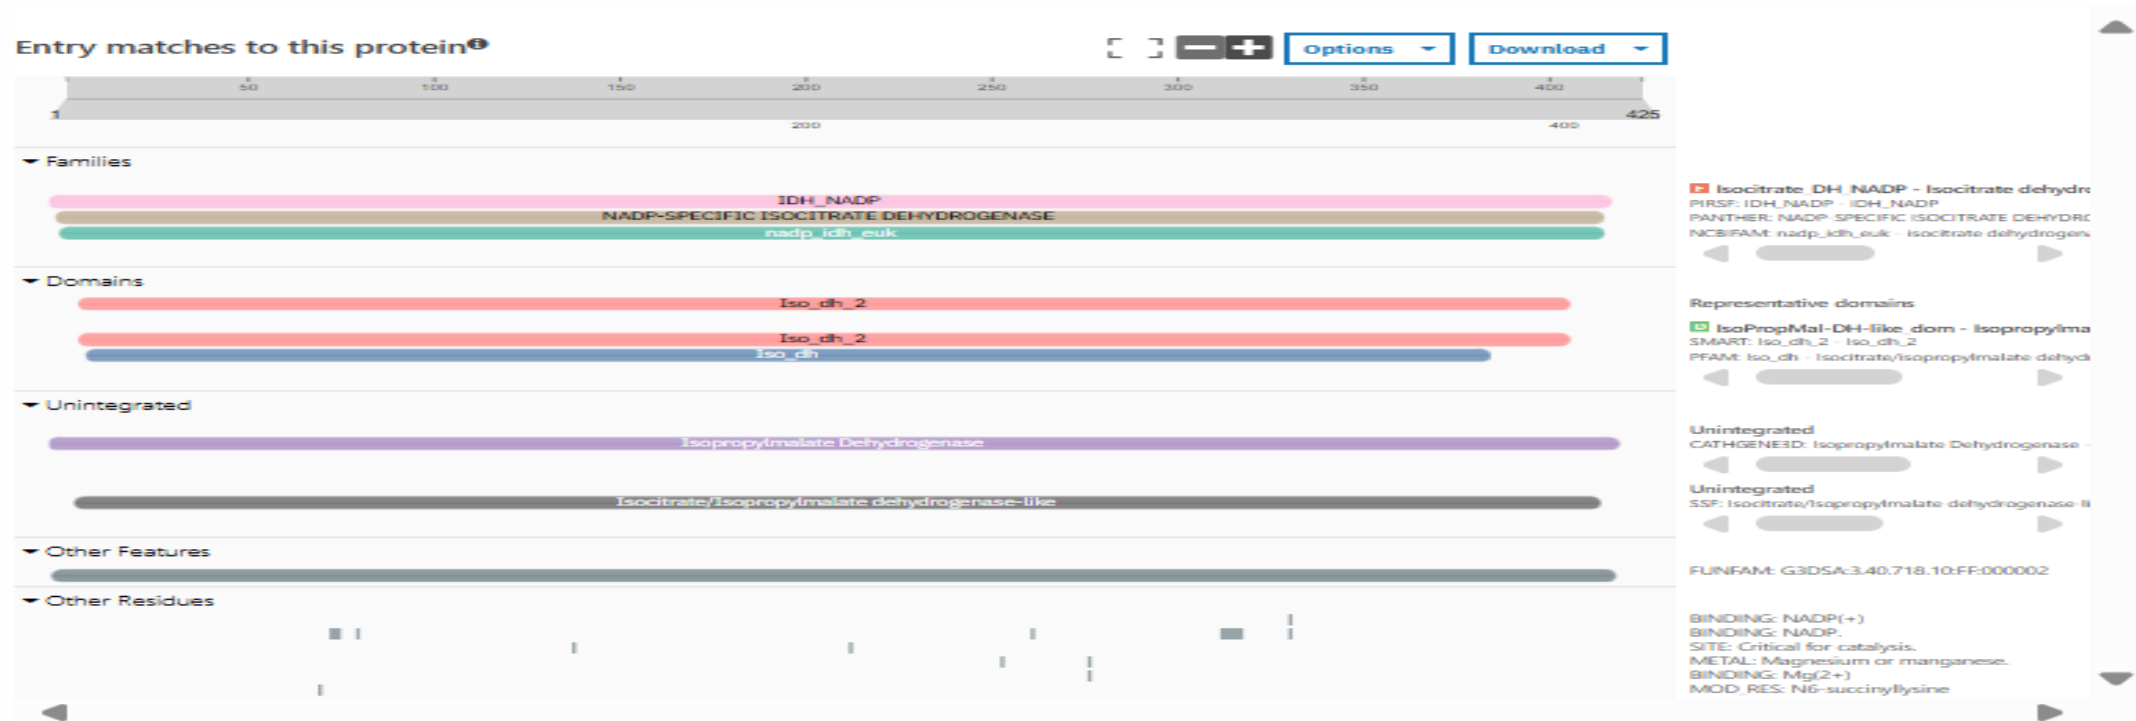 Entry matches to this protein
Options
Download
50 100 150 200 250 300 350 400
1 425
200 400
Families
IDH_NADP
NADP-SPECIFIC ISOCITRATE DEHYDROGENASE
nadp_idh_euk
F Isocitrate_DH_NADP - Isocitrate dehydr
PIRSF: IDH_NADP - IDH_NADP
PANTHER: NADP-SPECIFIC ISOCITRATE DEHYDR
NCBIFAM: nadp_idh_euk - isocitrate dehydrogen
Domains
Iso_dh_2
Representative domains
Iso_dh_2
Iso_dh
D IsoPropMal-DH-like_dom - Isopropylma
SMART: Iso_dh_2 - Iso_dh_2
PFAM: Iso_dh - Isocitrate/isopropylmalate dehyd
Unintegrated
Isopropylmalate Dehydrogenase
Unintegrated
CATHGENE3D: Isopropylmalate Dehydrogenase -
Isocitrate/Isopropylmalate dehydrogenase-like
Unintegrated
SSF: Isocitrate/Isopropylmalate dehydrogenase-li
Other Features
FUNFAM: G3DSA:3.40.718.10:FF:000002
Other Residues
BINDING: NADP(+)
BINDING: NADP.
SITE: Critical for catalysis.
METAL: Magnesium or manganese.
BINDING: Mg(2+)
MOD_RES: N6-succinyllysine